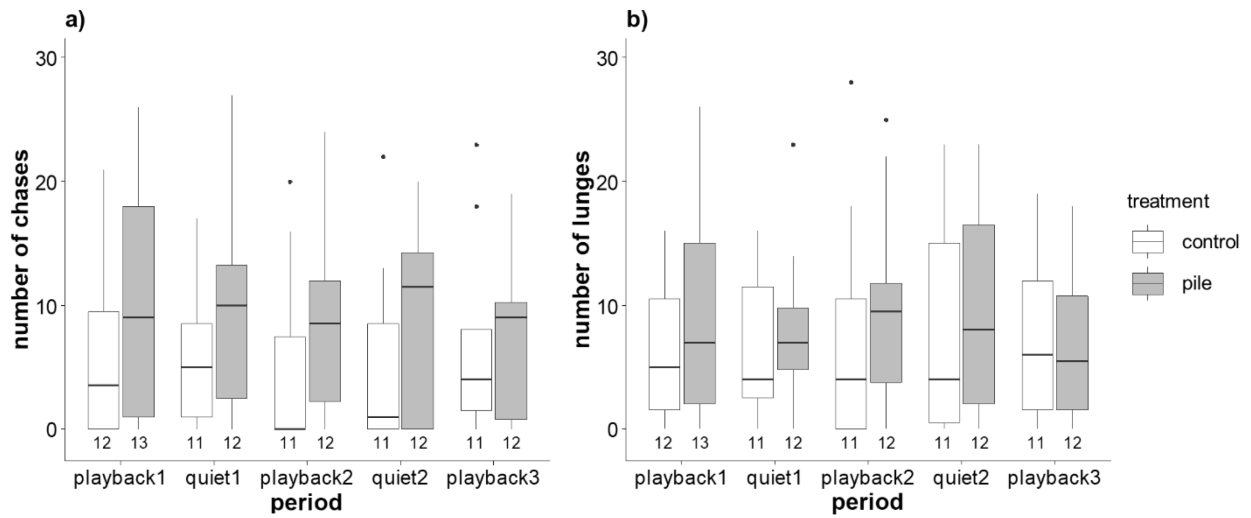 a)
number of chases
30
20
10
0
12 13 11 12 11 12 11 12 11 12
playback1 quiet1 playback2 quiet2 playback3
period
b)
number of lunges
30
20
10
0
12 13 11 12 11 12 11 12 11 12
playback1 quiet1 playback2 quiet2 playback3
period
treatment
control
pile